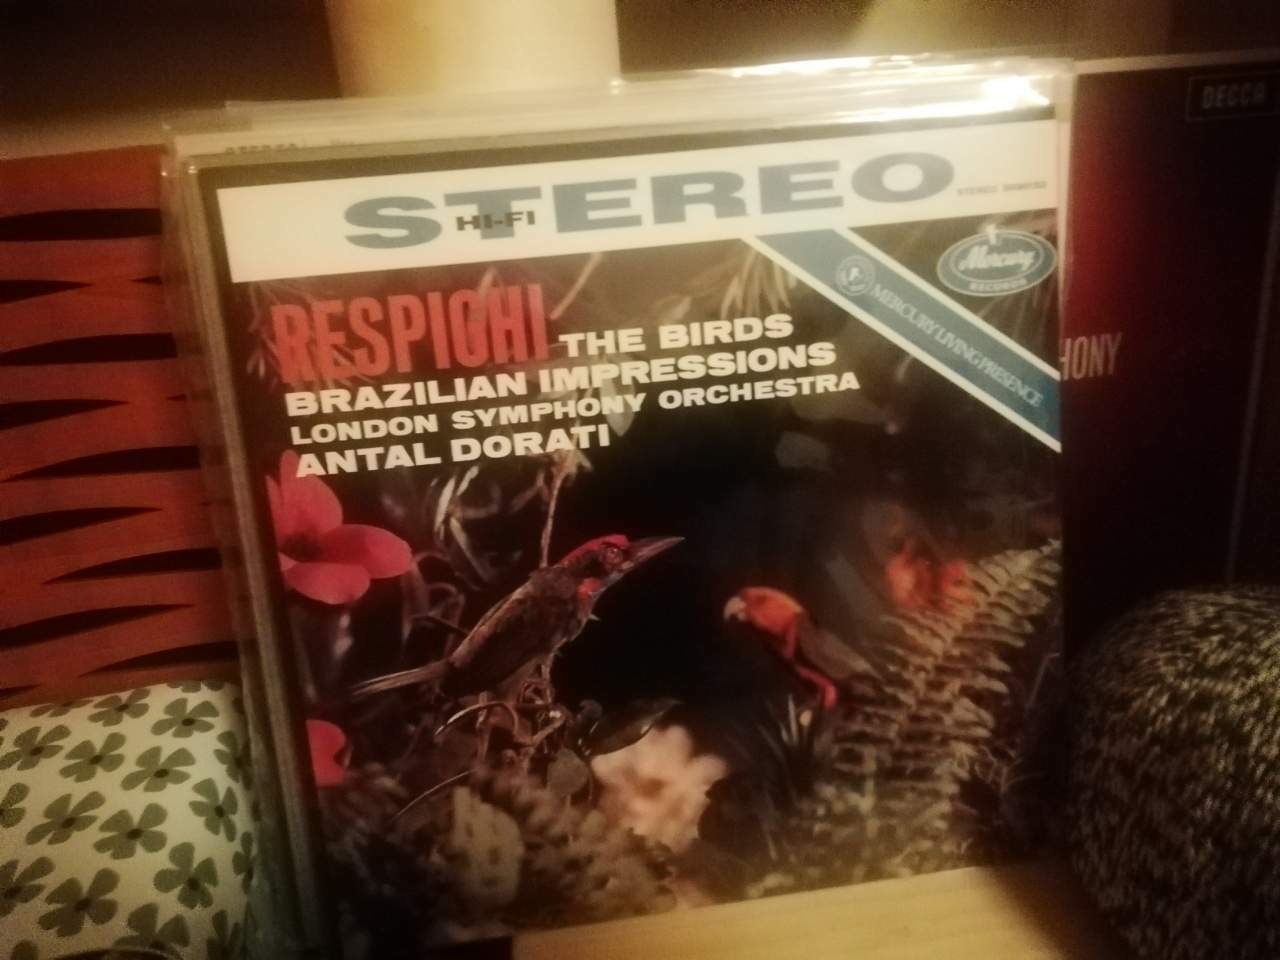 STEREO
HI-FI
Mercury
RECORDS
MERCURY LIVING PRESENCE
RESPIGHI THE BIRDS
BRAZILIAN IMPRESSIONS
LONDON SYMPHONY ORCHESTRA
ANTAL DORATI
DECCA
HONY